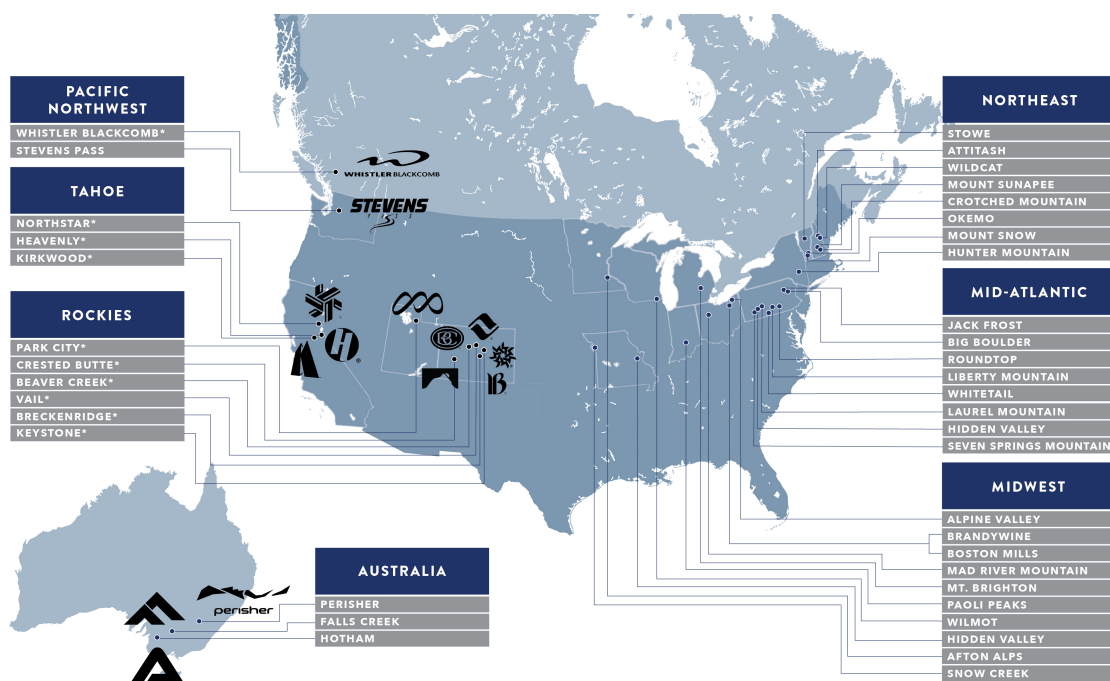 PACIFIC
NORTHWEST
WHISTLER BLACKCOMB*
STEVENS PASS
TAHOE
NORTHSTAR*
HEAVENLY*
KIRKWOOD*
ROCKIES
PARK CITY*
CRESTED BUTTE*
BEAVER CREEK*
VAIL*
BRECKENRIDGE*
KEYSTONE*
WHISTLER BLACKCOMB
STEVENS
H
B
perisher
AUSTRALIA
PERISHER
FALLS CREEK
HOTHAM
NORTHEAST
STOWE
ATTITASH
WILDCAT
MOUNT SUNAPEE
CROTCHED MOUNTAIN
OKEMO
MOUNT SNOW
HUNTER MOUNTAIN
MID-ATLANTIC
JACK FROST
BIG BOULDER
ROUNDTOP
LIBERTY MOUNTAIN
WHITETAIL
LAUREL MOUNTAIN
HIDDEN VALLEY
SEVEN SPRINGS MOUNTAIN
MIDWEST
ALPINE VALLEY
BRANDYWINE
BOSTON MILLS
MAD RIVER MOUNTAIN
MT. BRIGHTON
PAOLI PEAKS
WILMOT
HIDDEN VALLEY
AFTON ALPS
SNOW CREEK